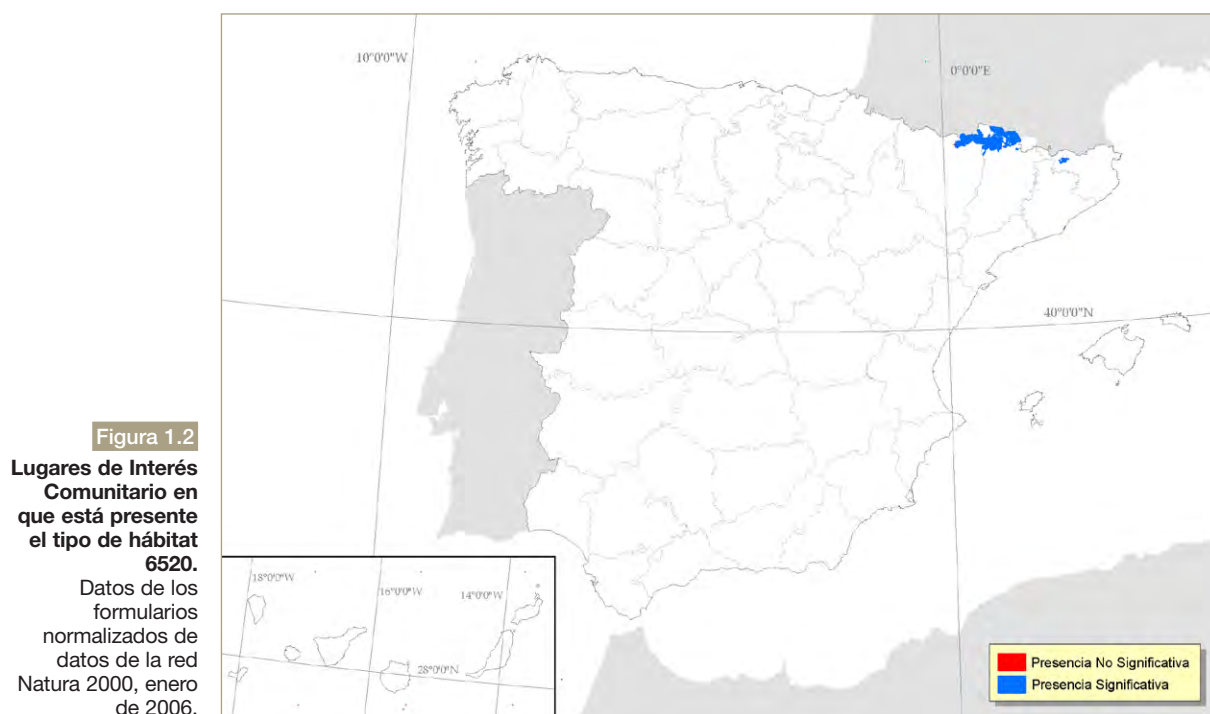 10°0'0"W
0°0'0"E
40°0'0"N
Figura 1.2
Lugares de Interés
Comunitario en
que está presente
el tipo de hábitat
6520.
Datos de los
formularios
normalizados de
datos de la red
Natura 2000, enero
de 2006.
18°0'0"W
16°0'0"W
14°0'0"W
28°0'0"N
Presencia No Significativa
Presencia Significativa